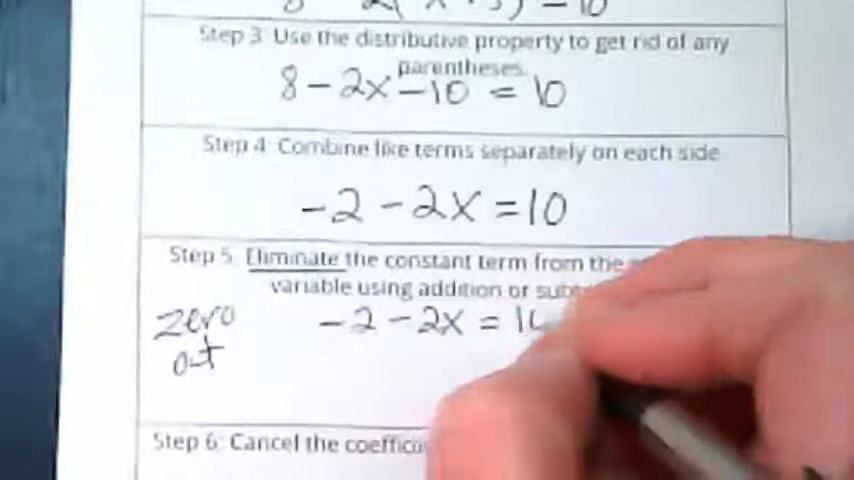 Step 3 Use the distributive property to get rid of any
parentheses
8 - 2x - 10 = 10
Step 4 Combine like terms separately on each side
-2 - 2x = 10
Step 5 Eliminate the constant term from the
variable using addition or
zero
out
-2 - 2x =
Step 6 Cancel the